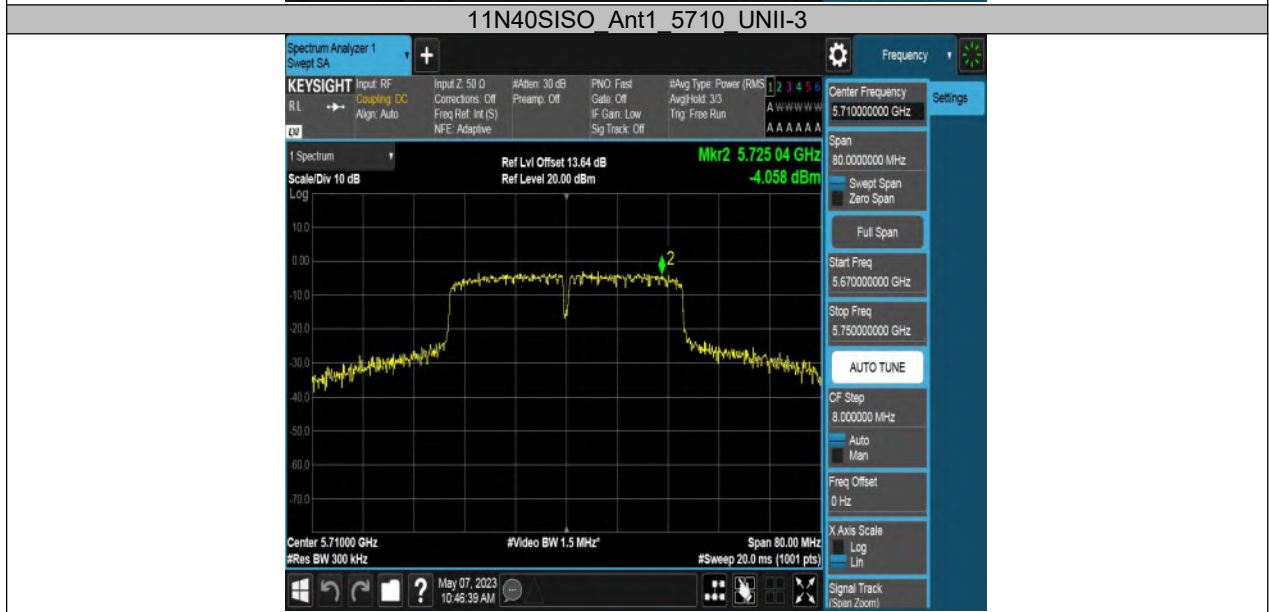 11N40SISO_Ant1_5710_UNII-3
Spectrum Analyzer 1
Swept SA
+
Frequency
KEYSIGHT
RL
LXI
Input: RF
Coupling: DC
Align: Auto
Input Z: 50 Ω
Corrections: Off
Freq Ref: Int (S)
NFE: Adaptive
#Atten: 30 dB
Preamp: Off
PNO: Fast
Gate: Off
IF Gain: Low
Sig Track: Off
#Avg Type: Power (RMS
Avg|Hold: 3/3
Trig: Free Run
1 2 3 4 5 6
A W W W W W
A A A A A A
Center Frequency
5.710000000 GHz
Settings
Span
80.0000000 MHz
Swept Span
Zero Span
Full Span
Start Freq
5.670000000 GHz
Stop Freq
5.750000000 GHz
AUTO TUNE
CF Step
8.000000 MHz
Auto
Man
Freq Offset
0 Hz
X Axis Scale
Log
Lin
Signal Track
(Span Zoom)
1 Spectrum
Scale/Div 10 dB
Log
Ref Lvl Offset 13.64 dB
Ref Level 20.00 dBm
Mkr2 5.725 04 GHz
-4.058 dBm
10.0
0.00
-10.0
-20.0
-30.0
-40.0
-50.0
-60.0
-70.0
2
Center 5.71000 GHz
#Res BW 300 kHz
#Video BW 1.5 MHz*
Span 80.00 MHz
#Sweep 20.0 ms (1001 pts)
?
May 07, 2023
10:46:39 AM